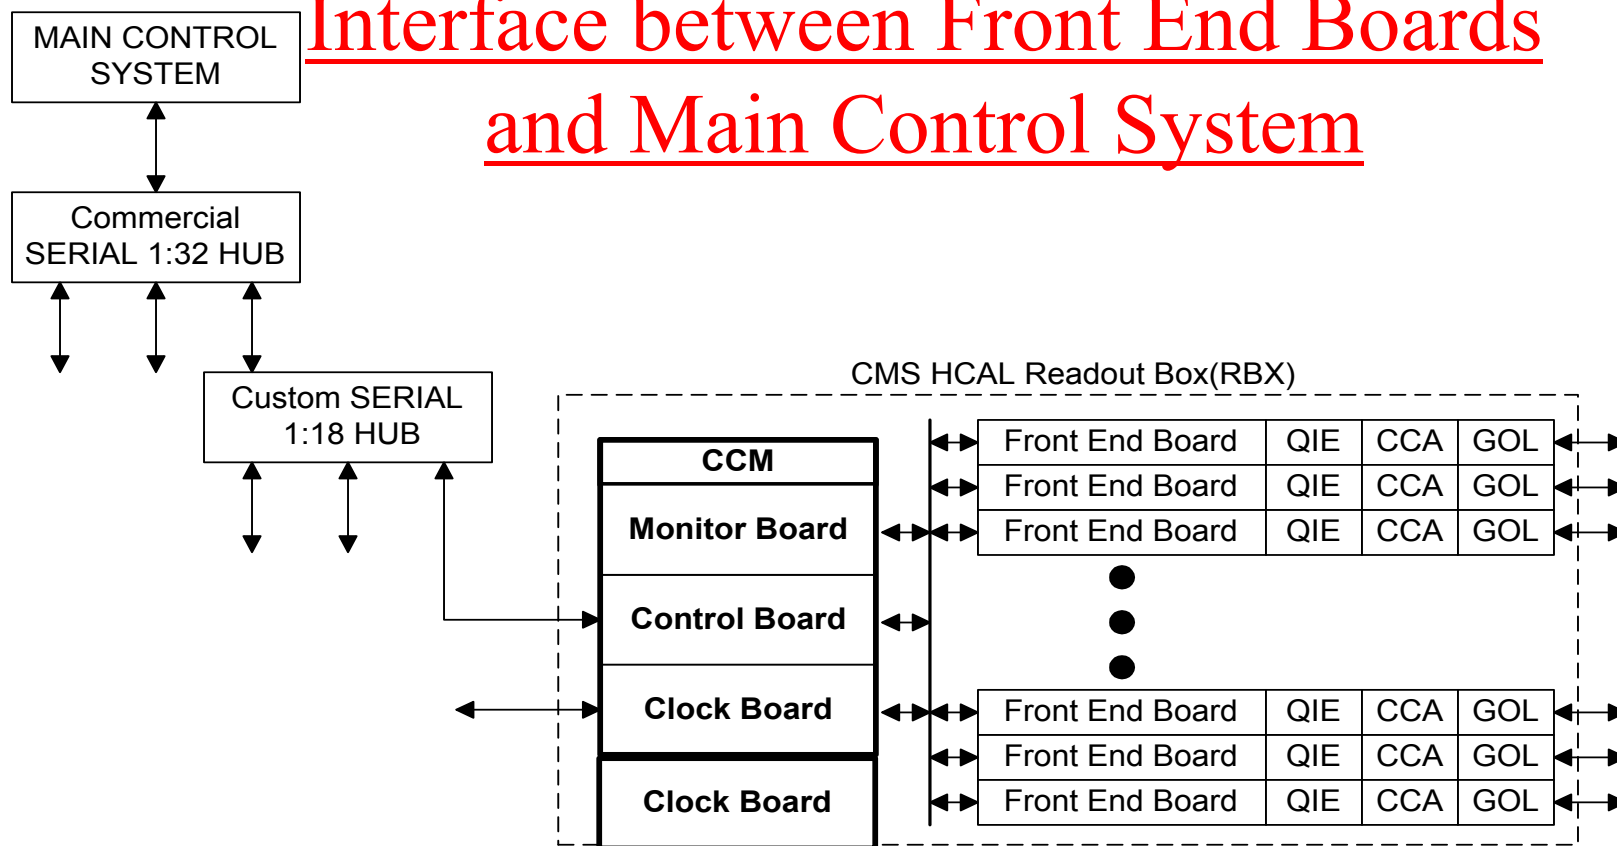 Interface between Front End Boards
and Main Control System
MAIN CONTROL
SYSTEM
Commercial
SERIAL 1:32 HUB
Custom SERIAL
1:18 HUB
CMS HCAL Readout Box(RBX)
CCM
Monitor Board
Control Board
Clock Board
Clock Board
Front End Board QIE CCA GOL
Front End Board QIE CCA GOL
Front End Board QIE CCA GOL
Front End Board QIE CCA GOL
Front End Board QIE CCA GOL
Front End Board QIE CCA GOL